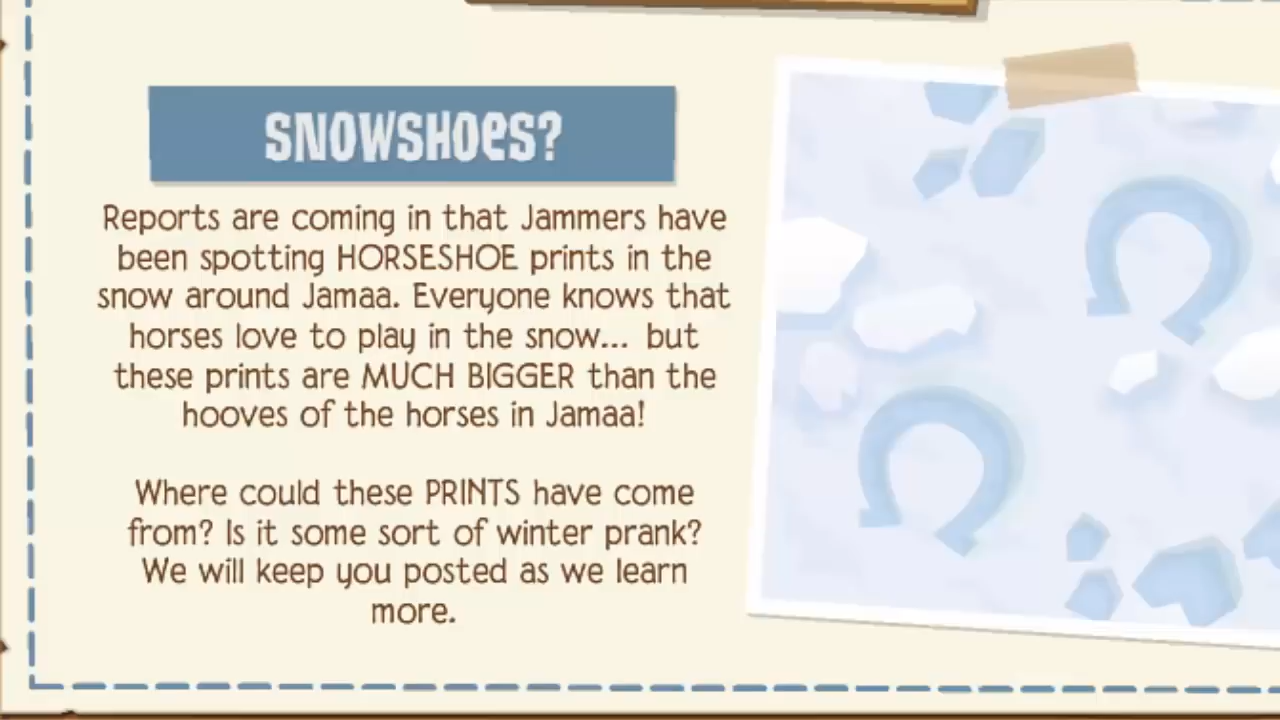 SNOWSHOES?
Reports are coming in that Jammers have
been spotting HORSESHOE prints in the
snow around Jamaa. Everyone knows that
horses love to play in the snow... but
these prints are MUCH BIGGER than the
hooves of the horses in Jamaa!
Where could these PRINTS have come
from? Is it some sort of winter prank?
We will keep you posted as we learn
more.